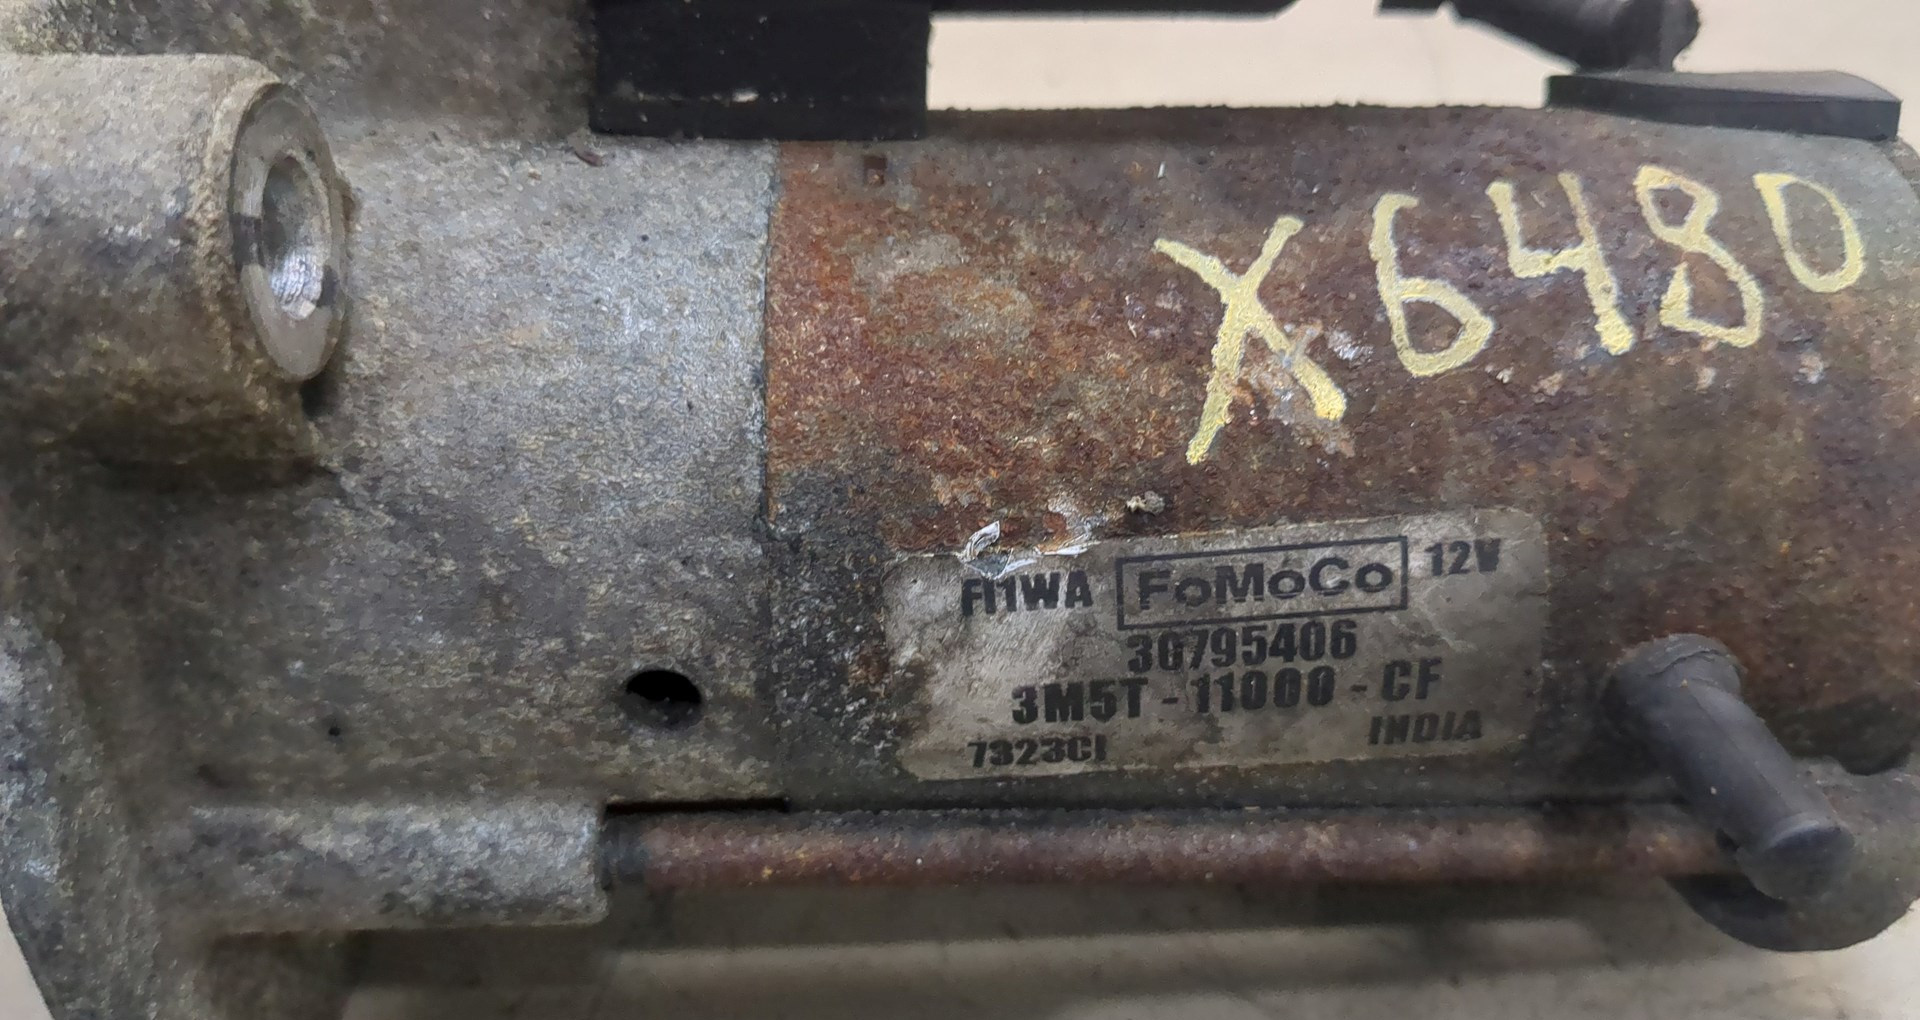 X6480
FI1WA FoMoCo 12V
30795406
3M5T-11000-CF
7323CI INDIA